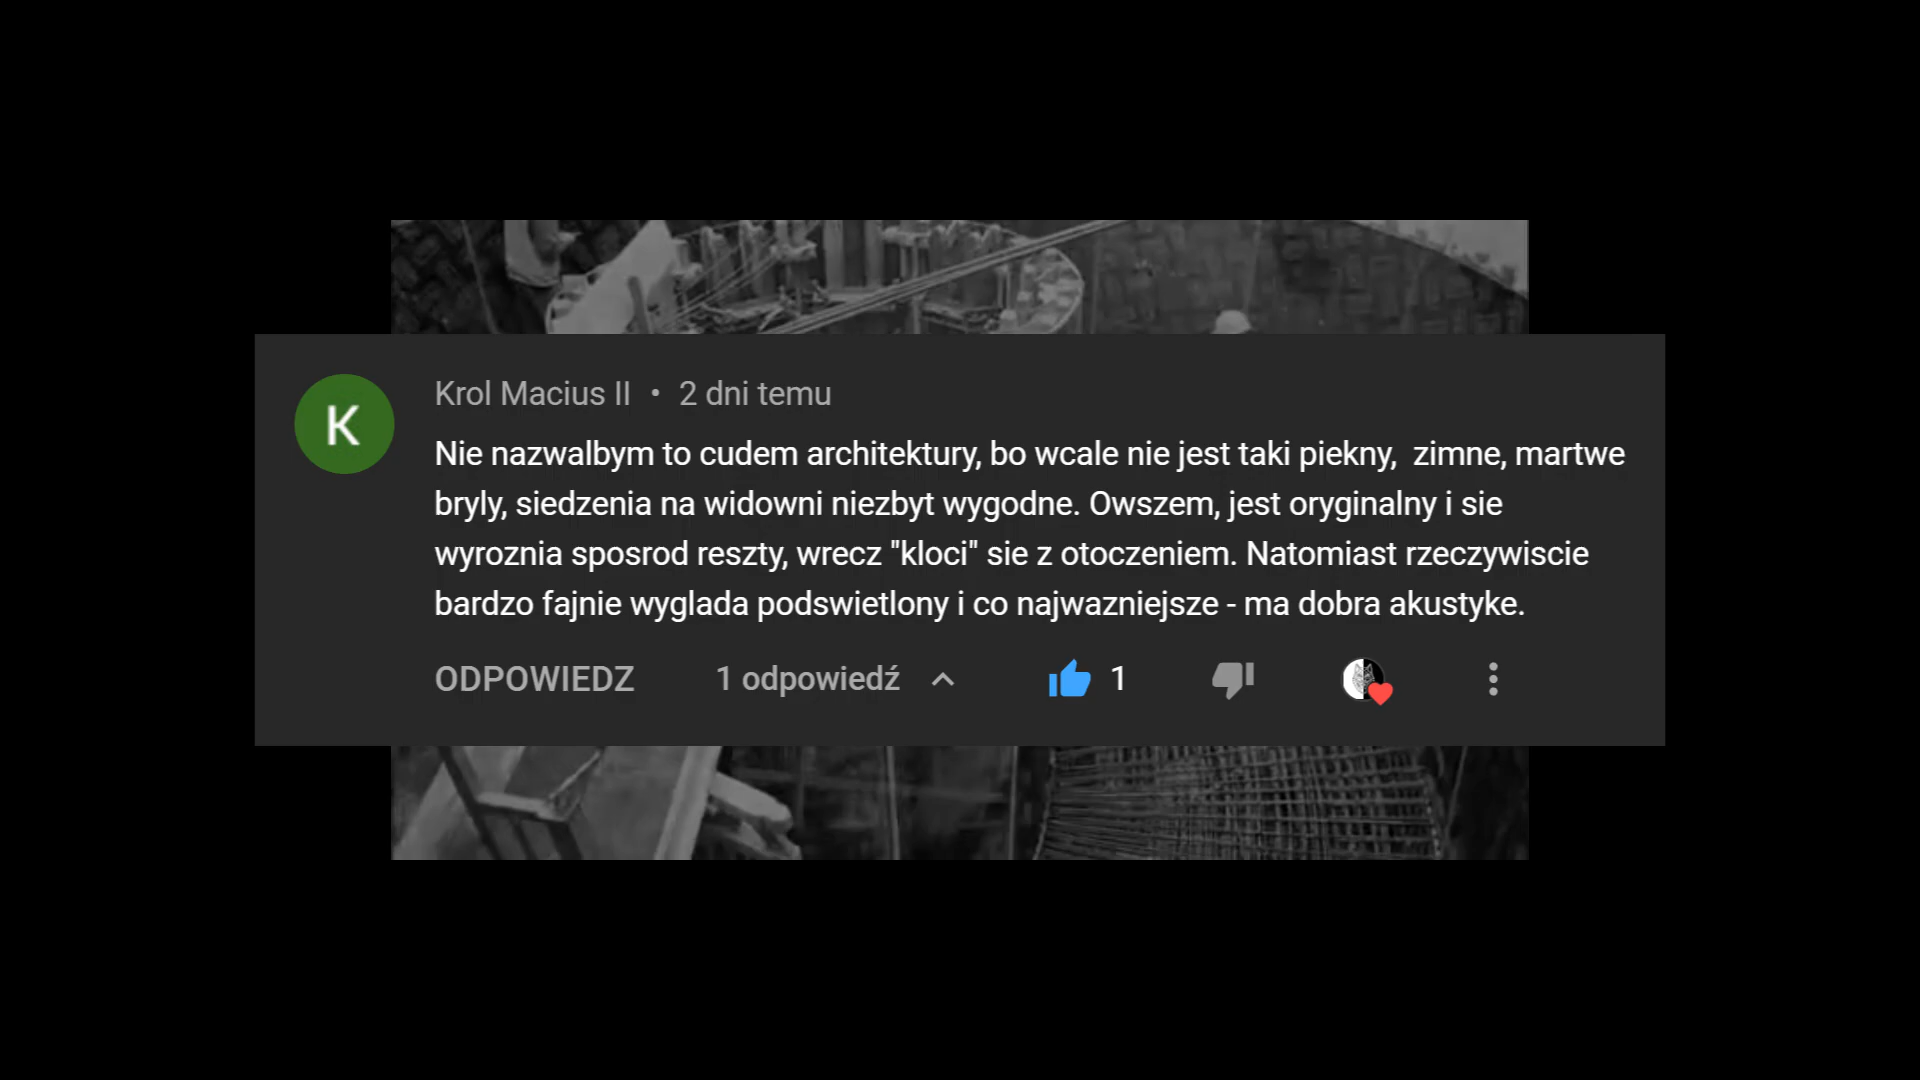 K
Krol Macius II • 2 dni temu
Nie nazwalbym to cudem architektury, bo wcale nie jest taki piekny,  zimne, martwe
bryly, siedzenia na widowni niezbyt wygodne. Owszem, jest oryginalny i sie
wyroznia sposrod reszty, wrecz "kloci" sie z otoczeniem. Natomiast rzeczywiscie
bardzo fajnie wyglada podswietlony i co najwazniejsze - ma dobra akustyke.
ODPOWIEDZ 1 odpowiedź 1